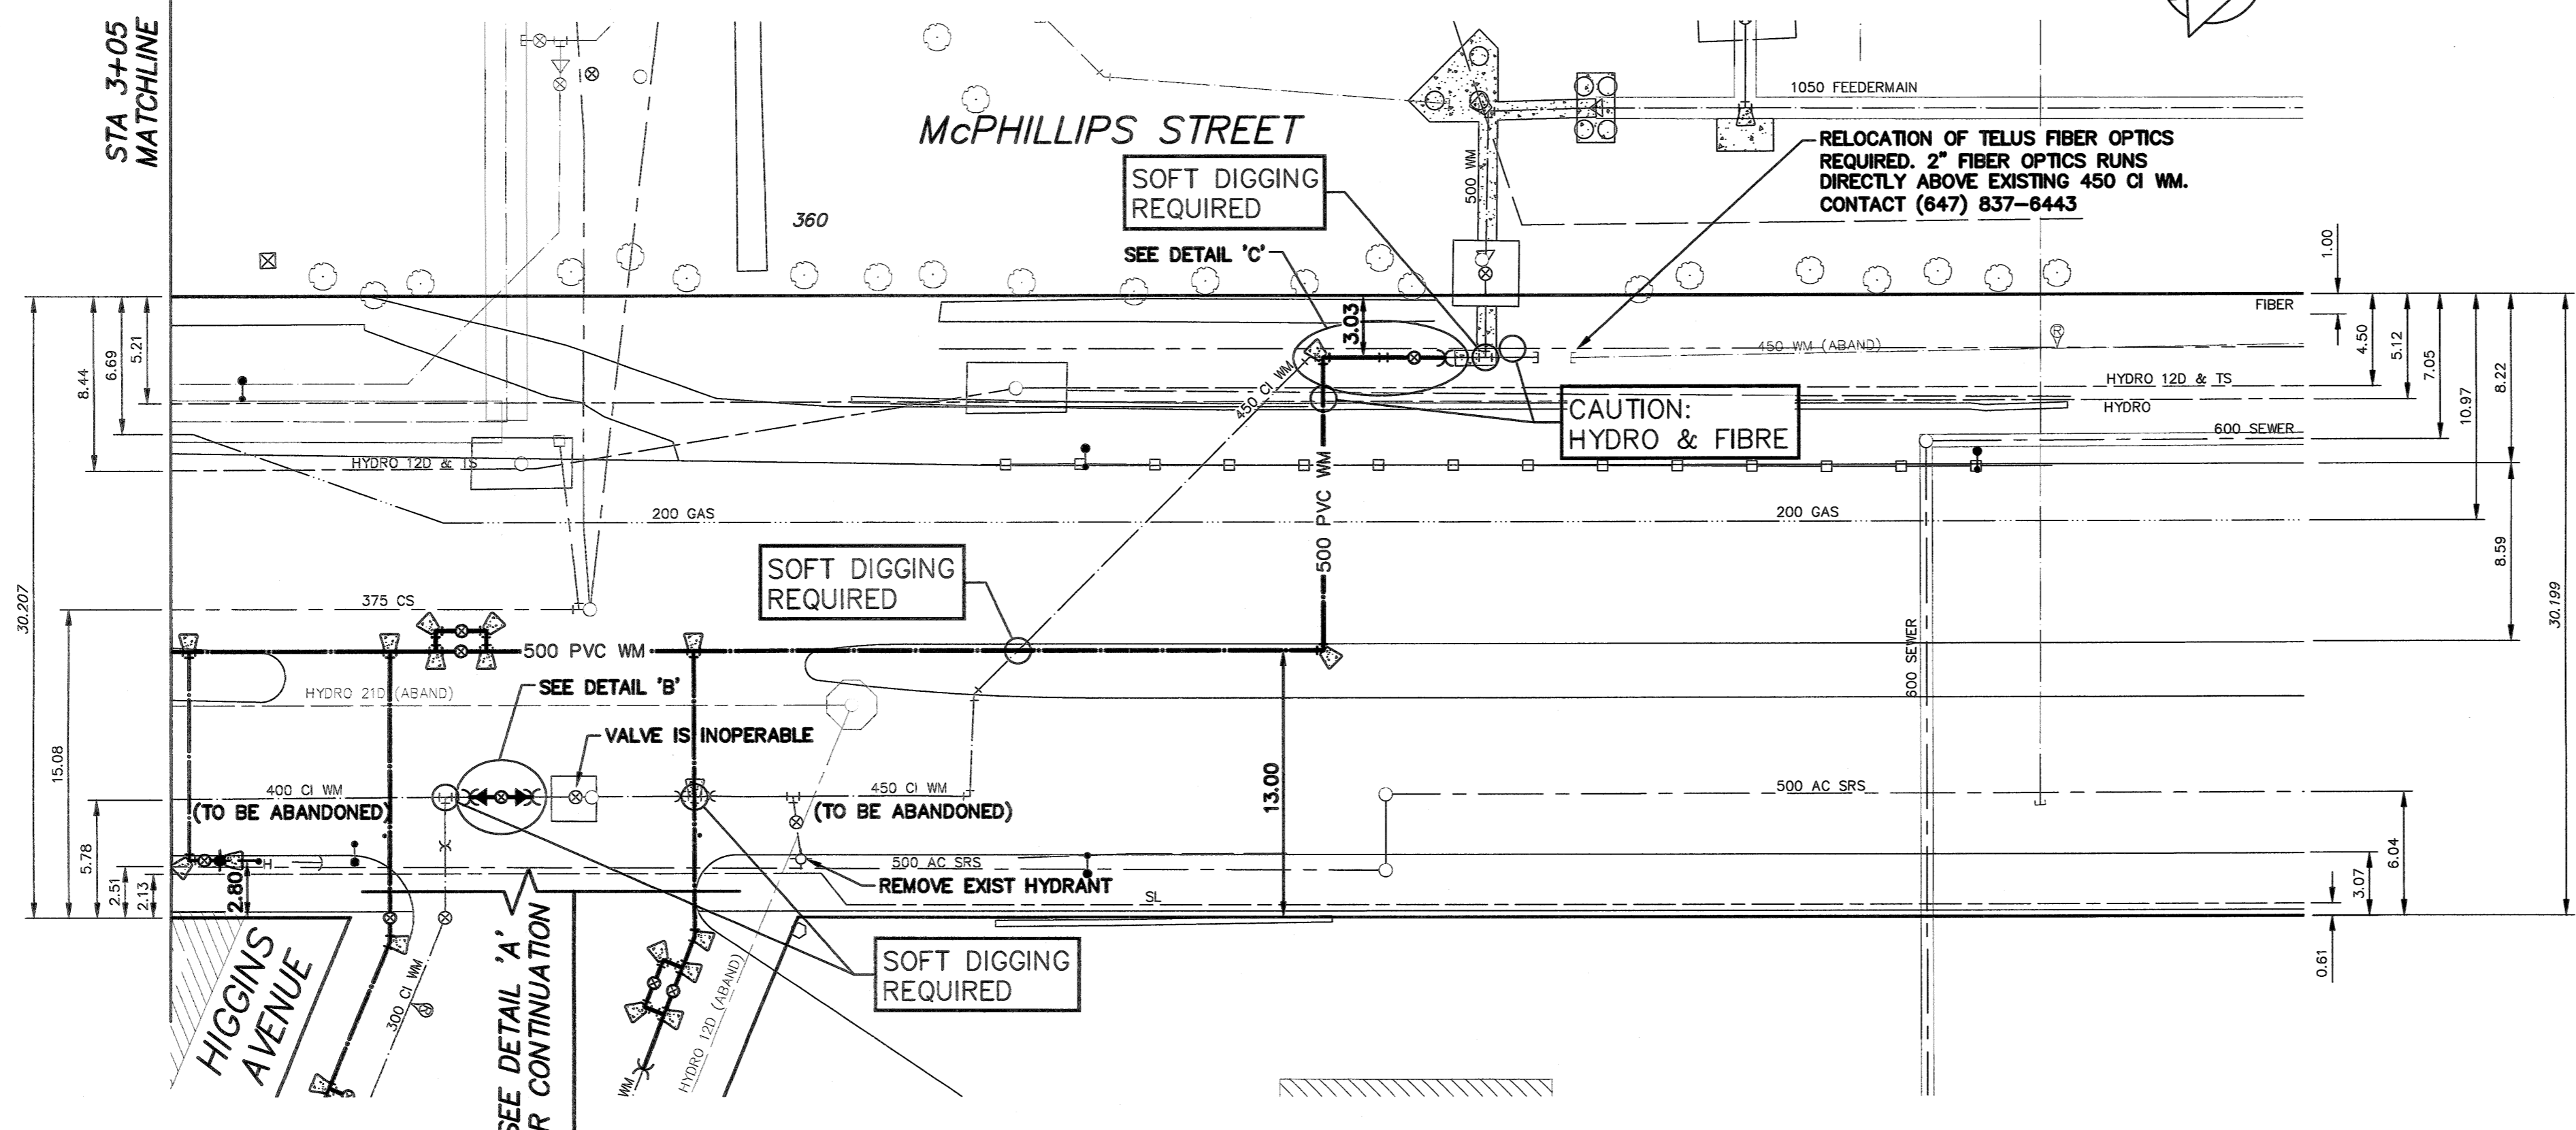 STA 3+05
MATCHLINE
McPHILLIPS STREET
1050 FEEDERMAIN
500 WM
RELOCATION OF TELUS FIBER OPTICS
REQUIRED. 2" FIBER OPTICS RUNS
DIRECTLY ABOVE EXISTING 450 CI WM.
CONTACT (647) 837-6443
SOFT DIGGING
REQUIRED
360
SEE DETAIL 'C'
1.00
FIBER
3.03
450 WM (ABAND)
R
5.21
6.69
8.44
4.50
5.12
7.05
10.97
8.22
450 CI WM
HYDRO 12D & TS
HYDRO
CAUTION:
HYDRO & FIBRE
600 SEWER
HYDRO 12D & TS
500 PVC WM
200 GAS
200 GAS
8.59
SOFT DIGGING
REQUIRED
375 CS
30.207
30.199
15.08
500 PVC WM
600 SEWER
HYDRO 21D (ABAND)
SEE DETAIL 'B'
VALVE IS INOPERABLE
13.00
400 CI WM
(TO BE ABANDONED)
450 CI WM
(TO BE ABANDONED)
500 AC SRS
5.78
6.04
H
500 AC SRS
2.51
2.13
2.80
REMOVE EXIST HYDRANT
3.07
SL
0.61
SOFT DIGGING
REQUIRED
HIGGINS
AVENUE
300 CI WM
R
SEE DETAIL 'A'
R CONTINUATION
WM
HYDRO 12D (ABAND)